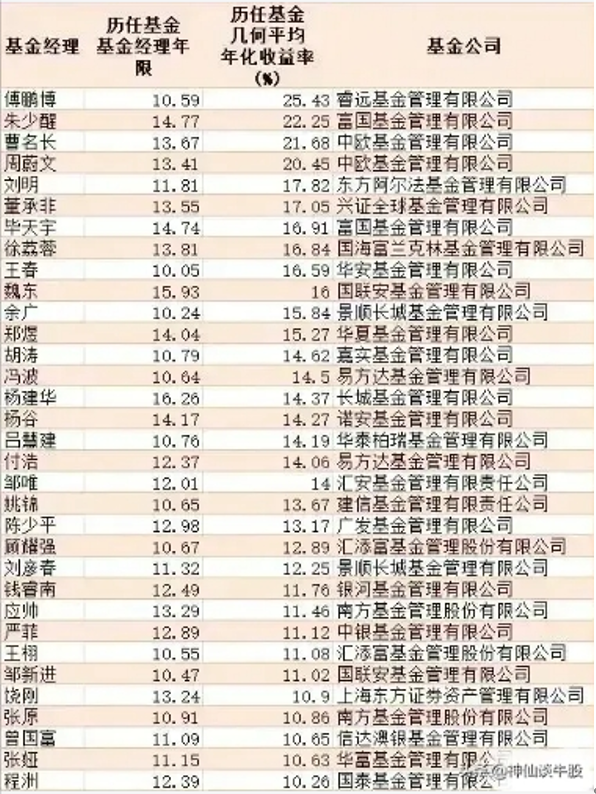 基金经理 历任基金基金经理年限 历任基金几何平均年化收益率(%) 基金公司
傅鹏博 10.59 25.43 睿远基金管理有限公司
朱少醒 14.77 22.25 富国基金管理有限公司
曹名长 13.67 21.68 中欧基金管理有限公司
周蔚文 13.41 20.45 中欧基金管理有限公司
刘明 11.81 17.82 东方阿尔法基金管理有限公司
董承非 13.55 17.05 兴证全球基金管理有限公司
毕天宇 14.74 16.91 富国基金管理有限公司
徐荔蓉 13.81 16.84 国海富兰克林基金管理有限公司
王春 10.05 16.59 华安基金管理有限公司
魏东 15.93 16 国联安基金管理有限公司
余广 10.24 15.84 景顺长城基金管理有限公司
郑煜 14.04 15.27 华夏基金管理有限公司
胡涛 10.79 14.62 嘉实基金管理有限公司
冯波 10.64 14.5 易方达基金管理有限公司
杨建华 16.26 14.37 长城基金管理有限公司
杨谷 14.17 14.27 诺安基金管理有限公司
吕慧建 10.76 14.19 华泰柏瑞基金管理有限公司
付浩 12.37 14.06 易方达基金管理有限公司
邹唯 12.01 14 汇安基金管理有限责任公司
姚锦 10.65 13.67 建信基金管理有限责任公司
陈少平 12.98 13.17 广发基金管理有限公司
顾耀强 10.67 12.89 汇添富基金管理股份有限公司
刘彦春 11.32 12.25 景顺长城基金管理有限公司
钱睿南 12.49 11.76 银河基金管理有限公司
应帅 13.29 11.46 南方基金管理股份有限公司
严菲 12.89 11.12 中银基金管理有限公司
王栩 10.55 11.08 汇添富基金管理股份有限公司
邹新进 10.47 11.02 国联安基金管理有限公司
饶刚 13.24 10.9 上海东方证券资产管理有限公司
张原 10.91 10.86 南方基金管理股份有限公司
曾国富 11.09 10.65 信达澳银基金管理有限公司
张娅 11.15 10.63 华富基金管理有限公
程洲 12.39 10.26 国泰基金管理有限公
@神仙谈牛股